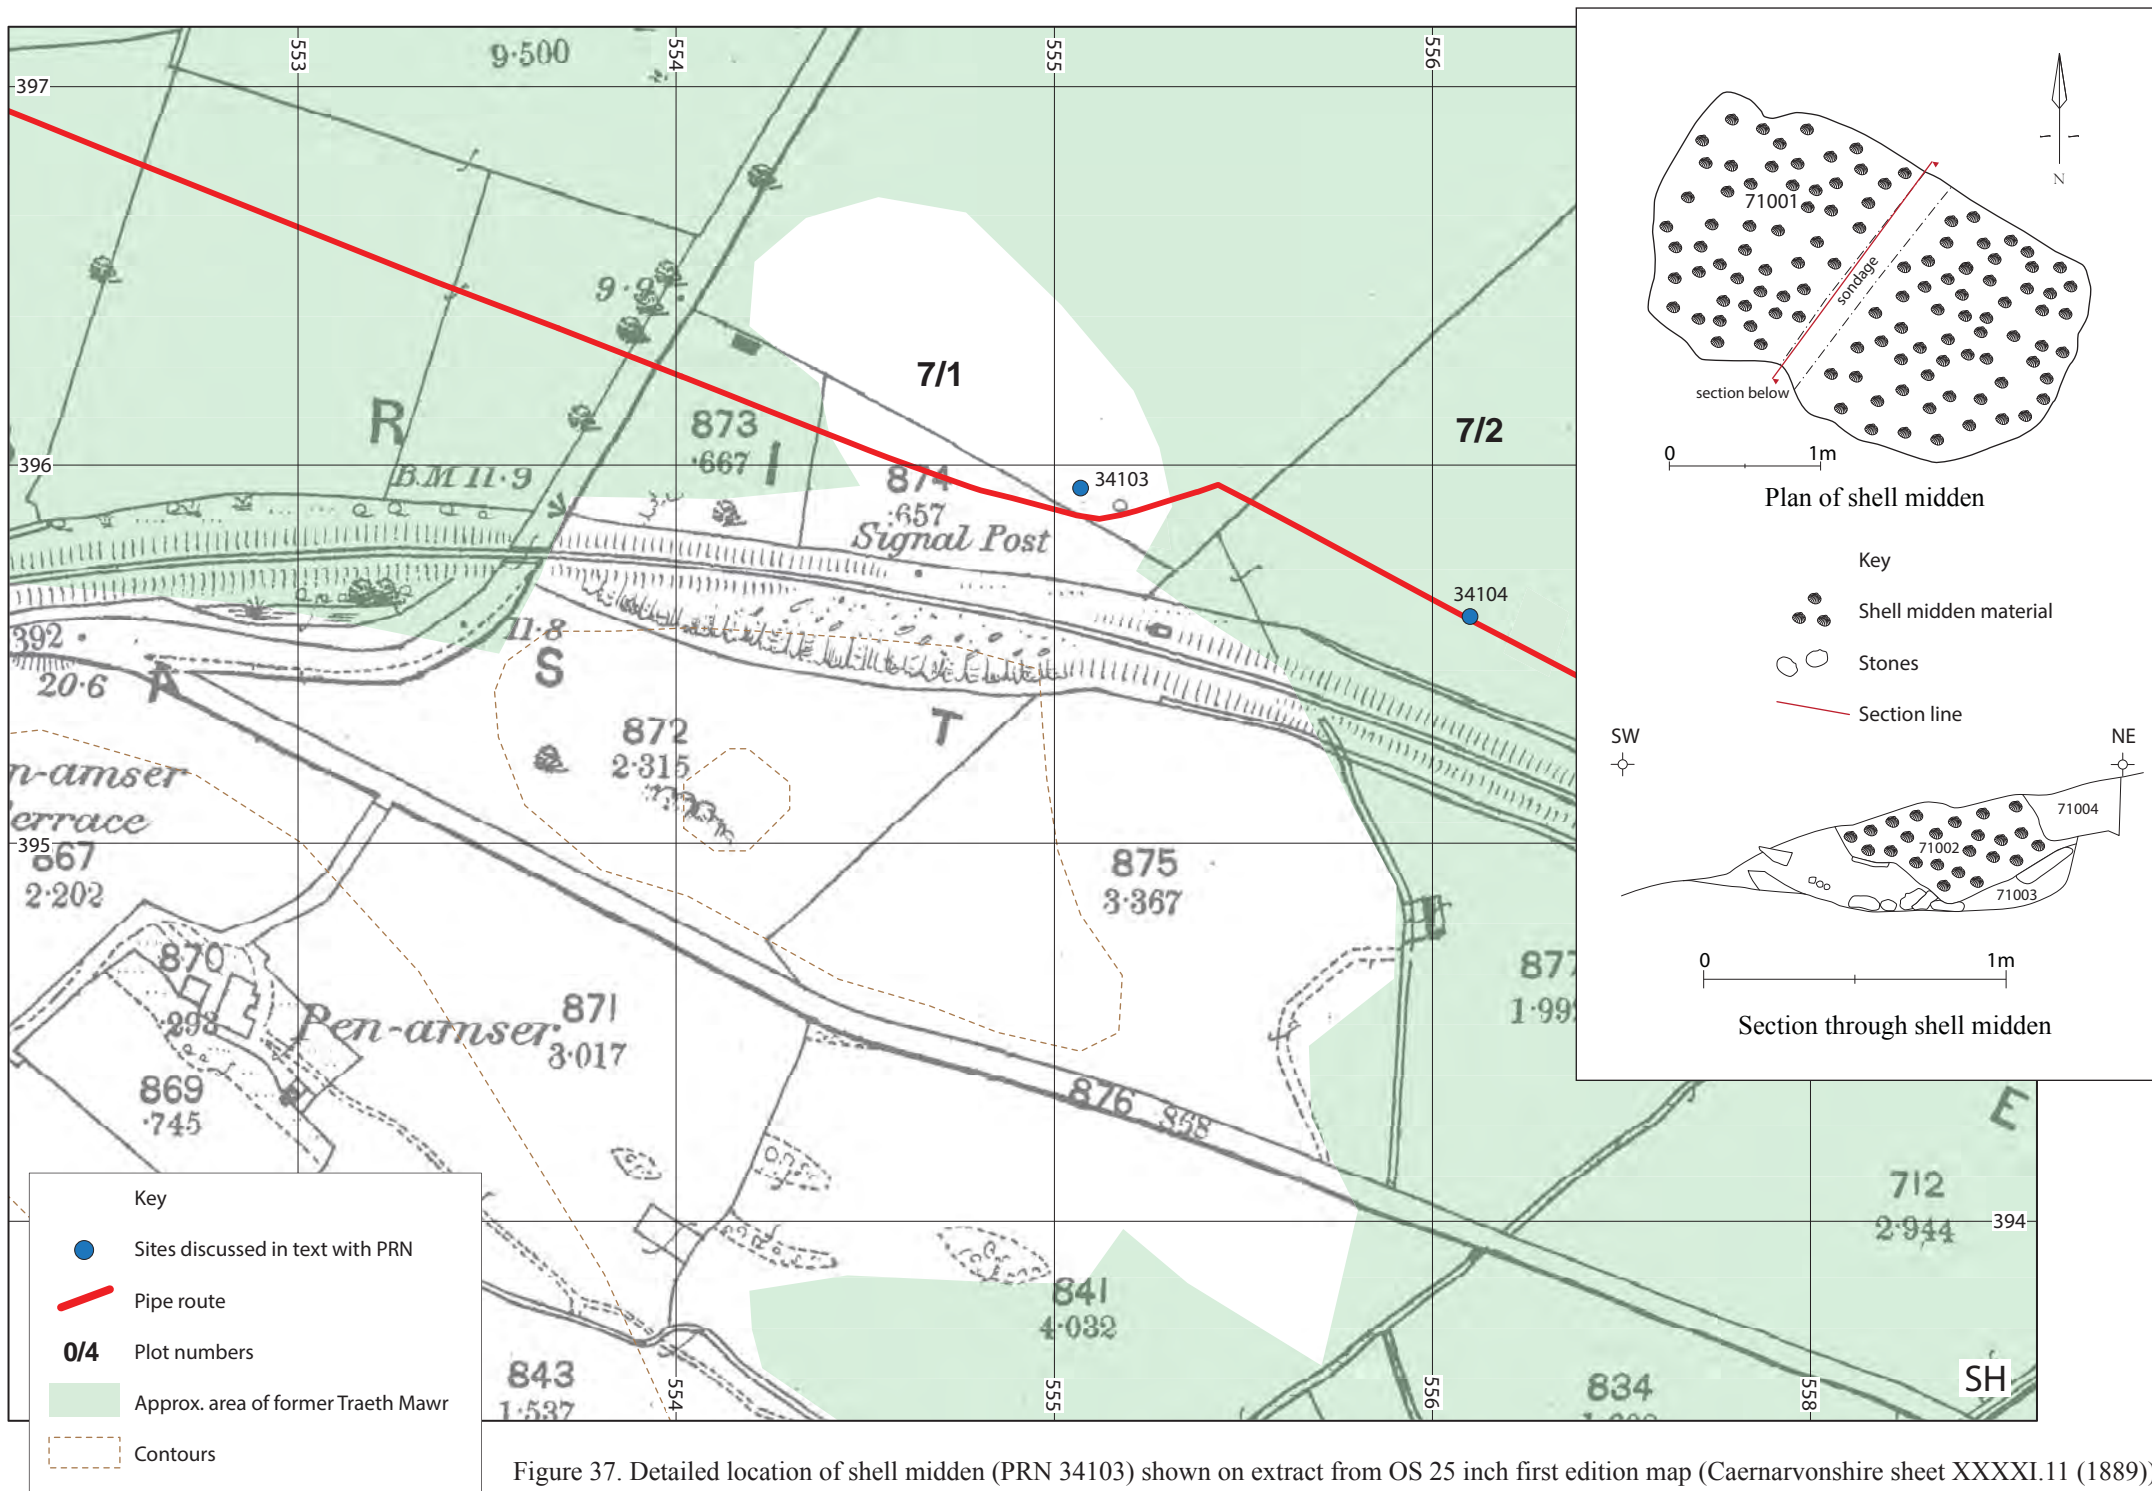 553
554
555
556
9·500
397
7/1
9·9
873
·667
7/2
R
I
396
B.M 11·9
874
·657
34103
Signal Post
34104
392
20·6
A
11·8
S
T
872
2·315
n-amser
errace
395
867
2·202
875
3·367
870
·293
Pen-amser
871
3·017
877
869
·745
876
858
E
712
2·944
394
841
4·032
843
1·537
834
SH
554
555
556
558
71001
sondage
section below
N
0 1m
Plan of shell midden
Key
Shell midden material
Stones
Section line
SW NE
71004
71002
71003
0 1m
Section through shell midden
Key
Sites discussed in text with PRN
Pipe route
0/4 Plot numbers
Approx. area of former Traeth Mawr
Contours
Figure 37. Detailed location of shell midden (PRN 34103) shown on extract from OS 25 inch first edition map (Caernarvonshire sheet XXXXI.11 (1889))